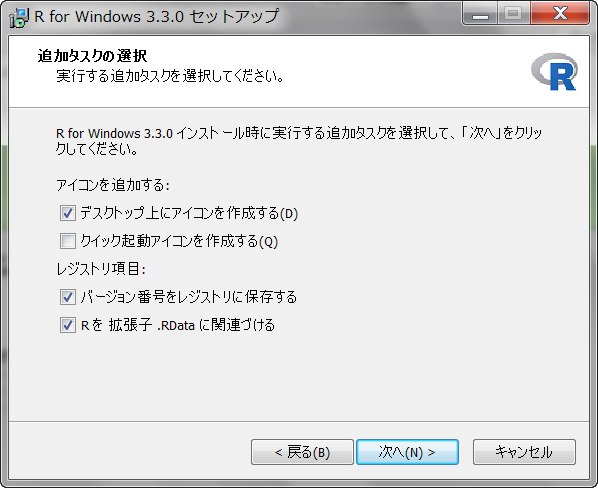 R for Windows 3.3.0 セットアップ
追加タスクの選択
実行する追加タスクを選択してください。
R
R for Windows 3.3.0 インストール時に実行する追加タスクを選択して、「次へ」をクリッ
クしてください。
アイコンを追加する:
デスクトップ上にアイコンを作成する(D)
クイック起動アイコンを作成する(Q)
レジストリ項目:
バージョン番号をレジストリに保存する
R を 拡張子 .RData に関連づける
< 戻る(B)
次へ(N) >
キャンセル